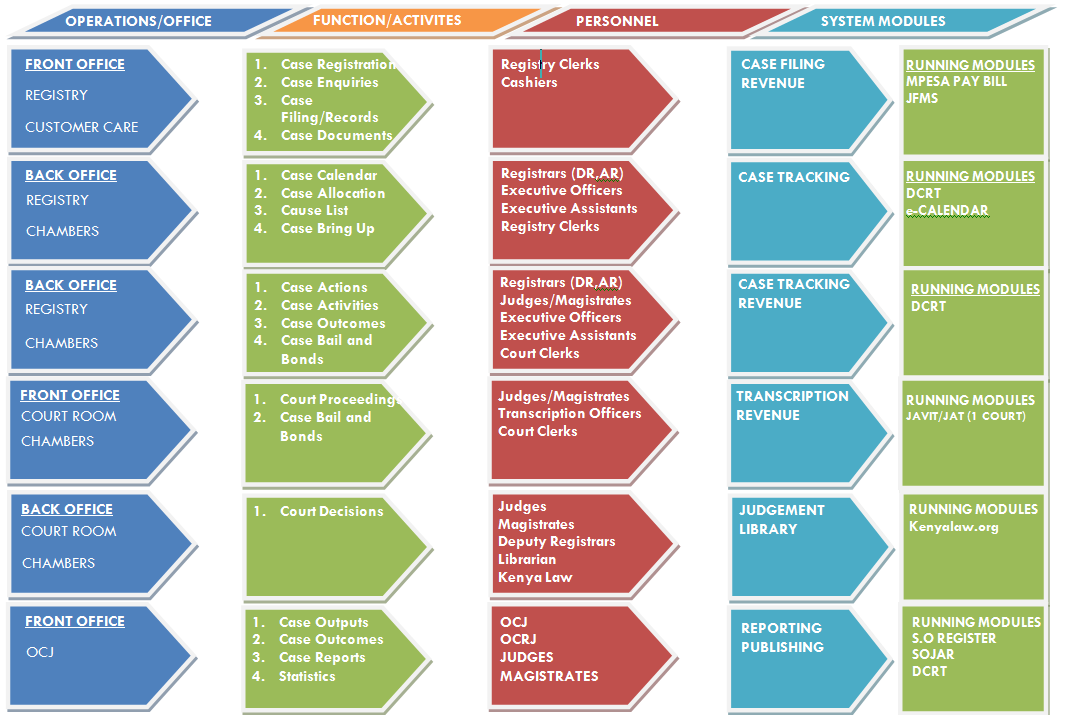 OPERATIONS/OFFICE
FUNCTION/ACTIVITES
PERSONNEL
SYSTEM MODULES
FRONT OFFICE
REGISTRY
CUSTOMER CARE
1. Case Registration
2. Case Enquiries
3. Case
Filing/Records
4. Case Documents
Registry Clerks
Cashiers
CASE FILING
REVENUE
RUNNING MODULES
MPESA PAY BILL
JFMS
BACK OFFICE
REGISTRY
CHAMBERS
1. Case Calendar
2. Case Allocation
3. Cause List
4. Case Bring Up
Registrars (DR,AR)
Executive Officers
Executive Assistants
Registry Clerks
CASE TRACKING
RUNNING MODULES
DCRT
e-CALENDAR
BACK OFFICE
REGISTRY
CHAMBERS
1. Case Actions
2. Case Activities
3. Case Outcomes
4. Case Bail and
Bonds
Registrars (DR,AR)
Judges/Magistrates
Executive Officers
Executive Assistants
Court Clerks
CASE TRACKING
REVENUE
RUNNING MODULES
DCRT
FRONT OFFICE
COURT ROOM
CHAMBERS
1. Court Proceedings
2. Case Bail and
Bonds
Judges/Magistrates
Transcription Officers
Court Clerks
TRANSCRIPTION
REVENUE
RUNNING MODULES
JAVIT/JAT (1 COURT)
BACK OFFICE
COURT ROOM
CHAMBERS
1. Court Decisions
Judges
Magistrates
Deputy Registrars
Librarian
Kenya Law
JUDGEMENT
LIBRARY
RUNNING MODULES
Kenyalaw.org
FRONT OFFICE
OCJ
1. Case Outputs
2. Case Outcomes
3. Case Reports
4. Statistics
OCJ
OCRJ
JUDGES
MAGISTRATES
REPORTING
PUBLISHING
RUNNING MODULES
S.O REGISTER
SOJAR
DCRT